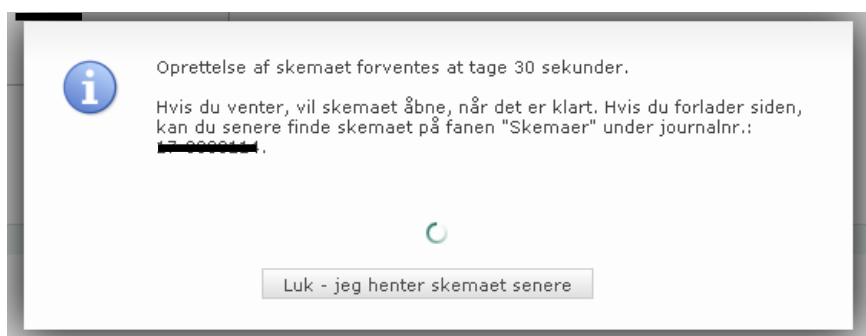 Oprettelse af skemaet forventes at tage 30 sekunder.
Hvis du venter, vil skemaet åbne, når det er klart. Hvis du forlader siden,
kan du senere finde skemaet på fanen "Skemaer" under journalnr.:
Luk - jeg henter skemaet senere